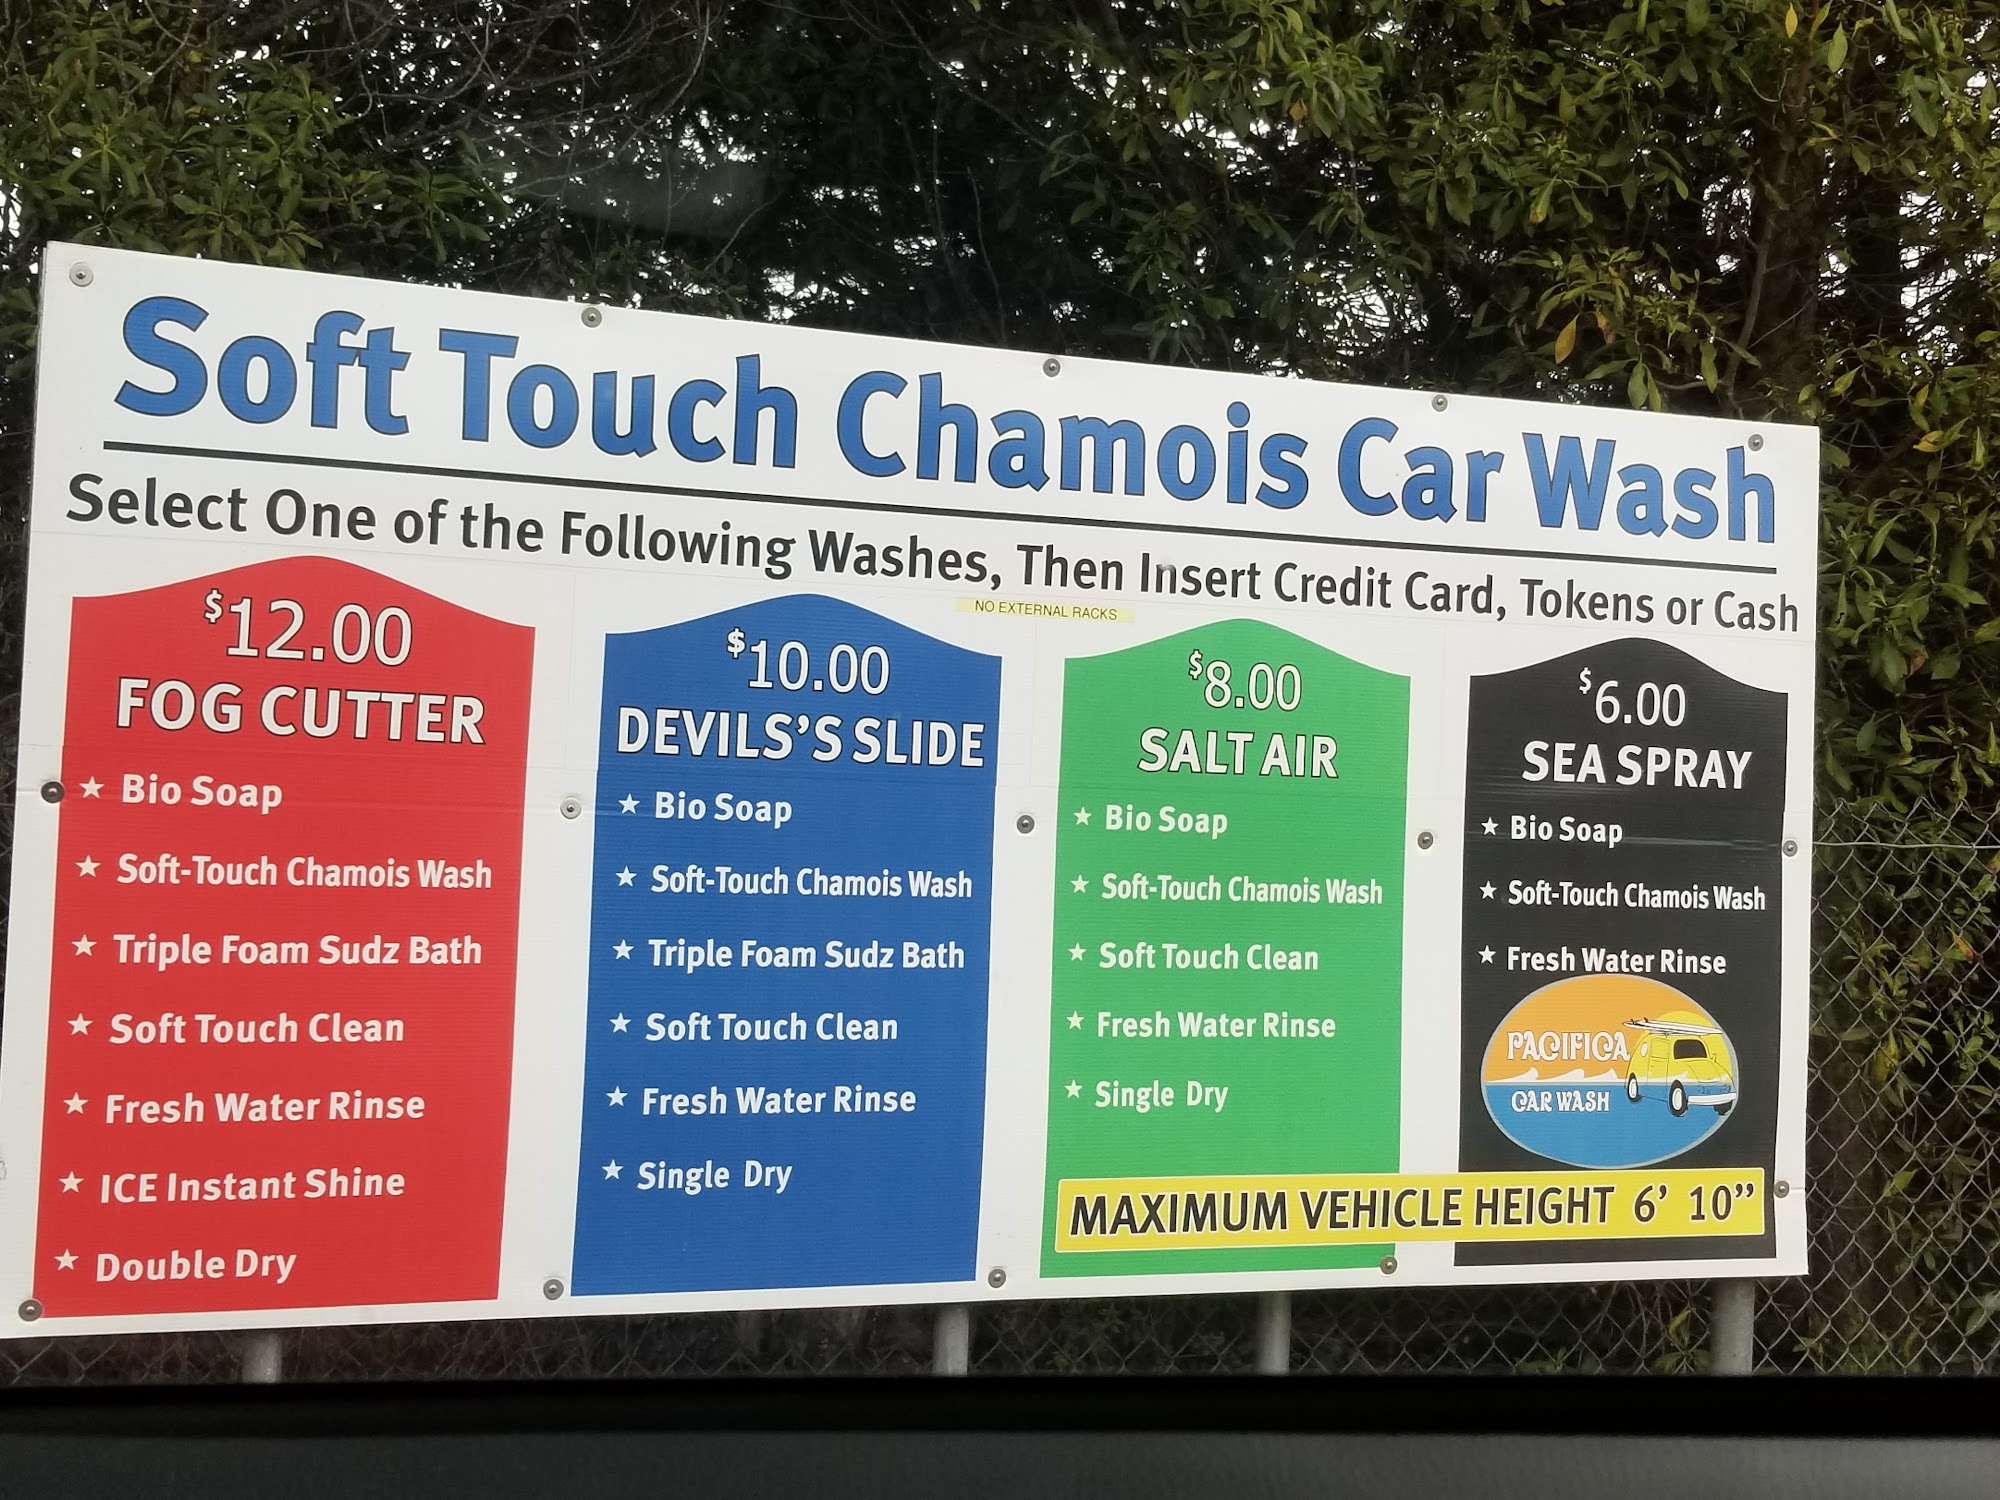 Soft Touch Chamois Car Wash
Select One of the Following Washes, Then Insert Credit Card, Tokens or Cash
NO EXTERNAL RACKS
$12.00
FOG CUTTER
★ Bio Soap
★ Soft-Touch Chamois Wash
★ Triple Foam Sudz Bath
★ Soft Touch Clean
★ Fresh Water Rinse
★ ICE Instant Shine
★ Double Dry
$10.00
DEVILS'S SLIDE
★ Bio Soap
★ Soft-Touch Chamois Wash
★ Triple Foam Sudz Bath
★ Soft Touch Clean
★ Fresh Water Rinse
★ Single Dry
$8.00
SALT AIR
★ Bio Soap
★ Soft-Touch Chamois Wash
★ Soft Touch Clean
★ Fresh Water Rinse
★ Single Dry
$6.00
SEA SPRAY
★ Bio Soap
★ Soft-Touch Chamois Wash
★ Fresh Water Rinse
PACIFICA
CAR WASH
MAXIMUM VEHICLE HEIGHT 6' 10"